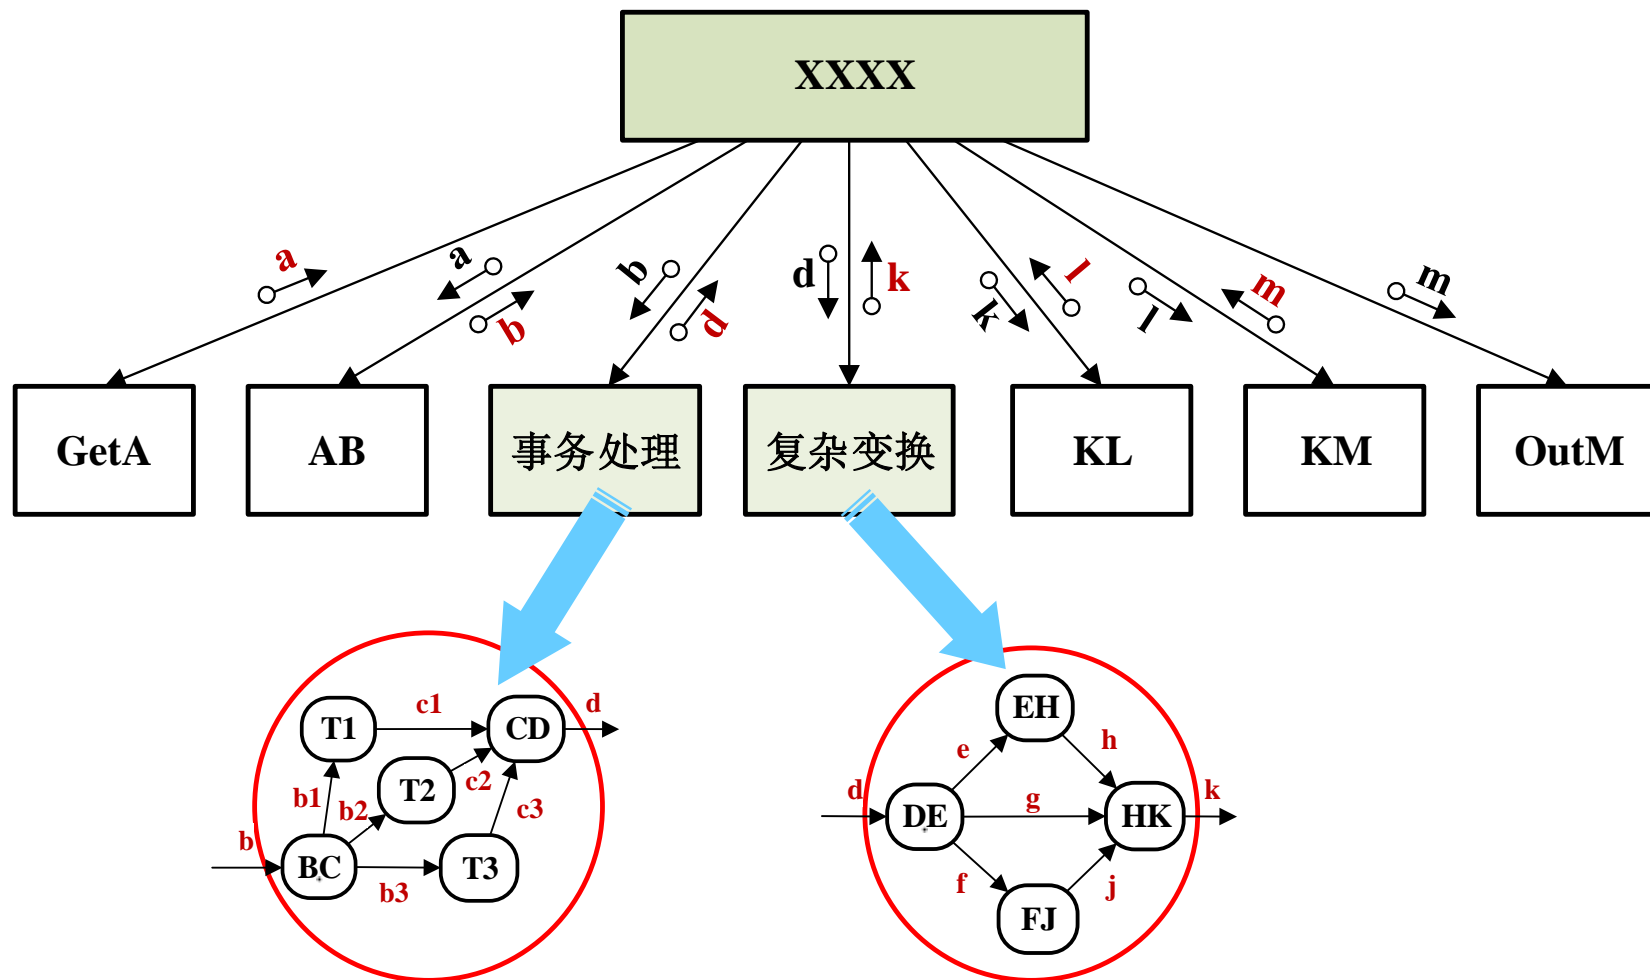 XXXX
a
a
b
b
d
d
k
k
l
l
m
m
GetA
AB
事务处理
复杂变换
KL
KM
OutM
T1
c1
CD
d
b1
b2
T2
c2
c3
b
BC
b3
T3
EH
e
h
d
DE
g
HK
k
f
j
FJ